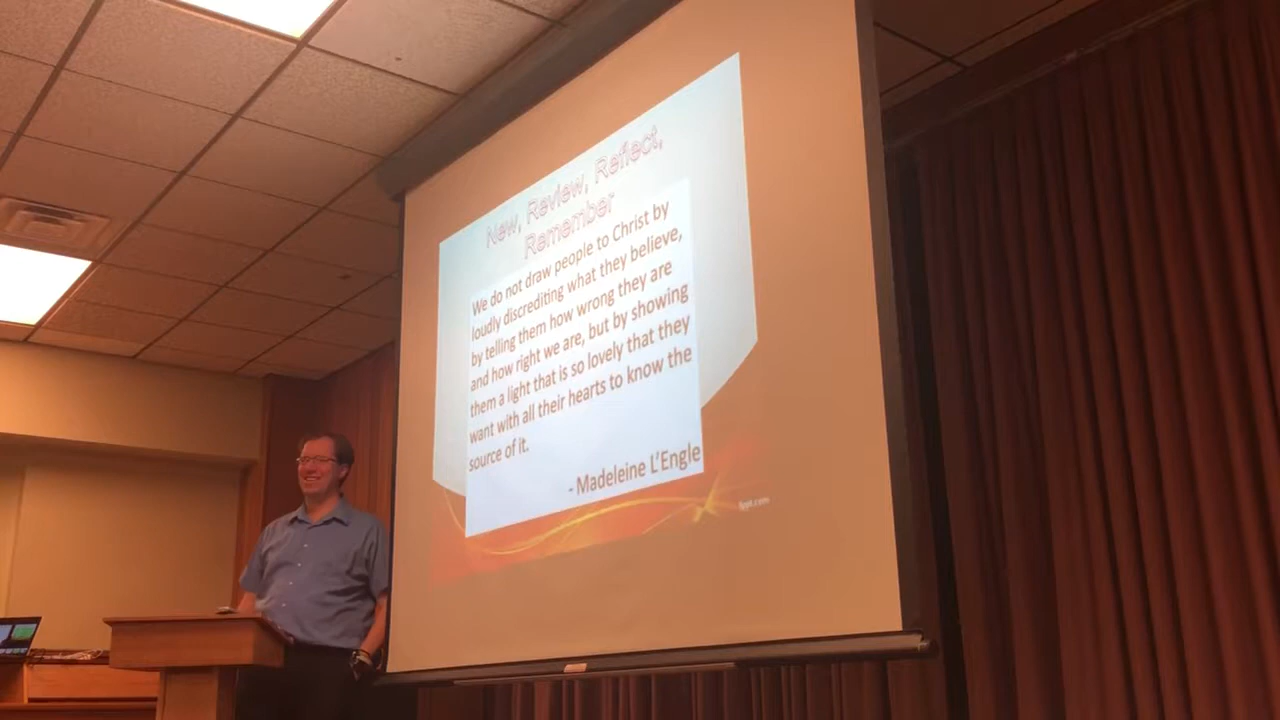 New, Review, Reflect,
Remember
We do not draw people to Christ by
loudly discrediting what they believe,
by telling them how wrong they are
and how right we are, but by showing
them a light that is so lovely that they
want with all their hearts to know the
source of it.
- Madeleine L'Engle
fppt.com